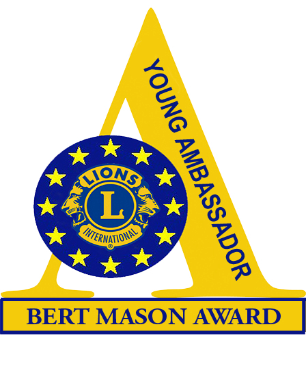 YOUNG AMBASSADOR
LIONS
L
INTERNATIONAL
®
BERT MASON AWARD